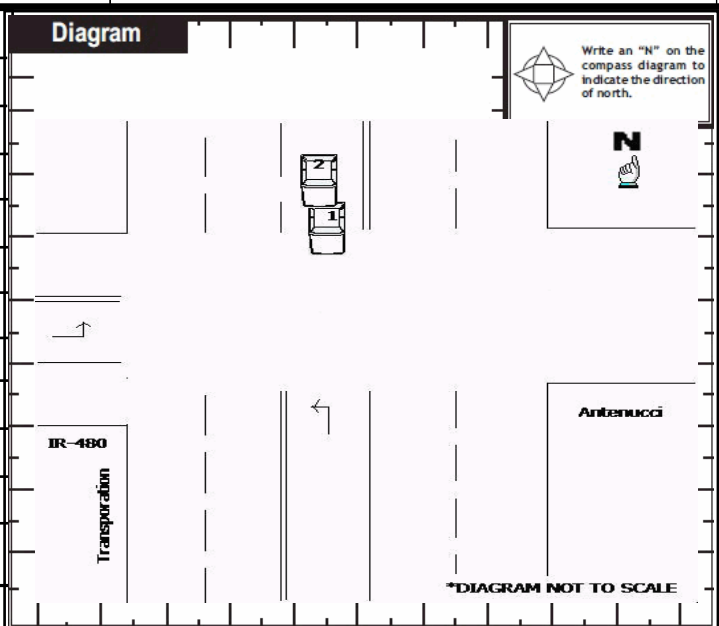 Diagram
Write an “N” on the
compass diagram to
indicate the direction
of north.
N
2
1
Antenucci
IR-480
Transporation
*DIAGRAM NOT TO SCALE